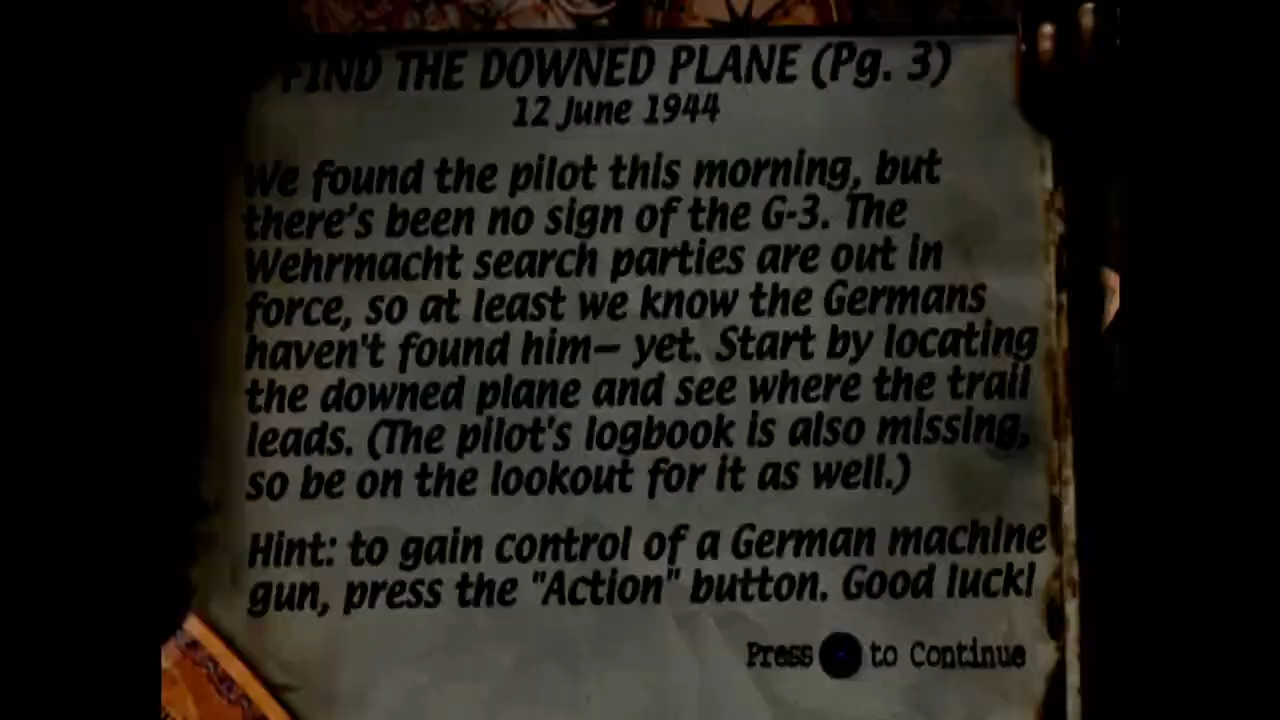 FIND THE DOWNED PLANE (Pg. 3)
12 June 1944
We found the pilot this morning, but
there's been no sign of the G-3. The
Wehrmacht search parties are out in
force, so at least we know the Germans
haven't found him— yet. Start by locating
the downed plane and see where the trail
leads. (The pilot's logbook is also missing,
so be on the lookout for it as well.)
Hint: to gain control of a German machine
gun, press the "Action" button. Good luck!
Press to Continue